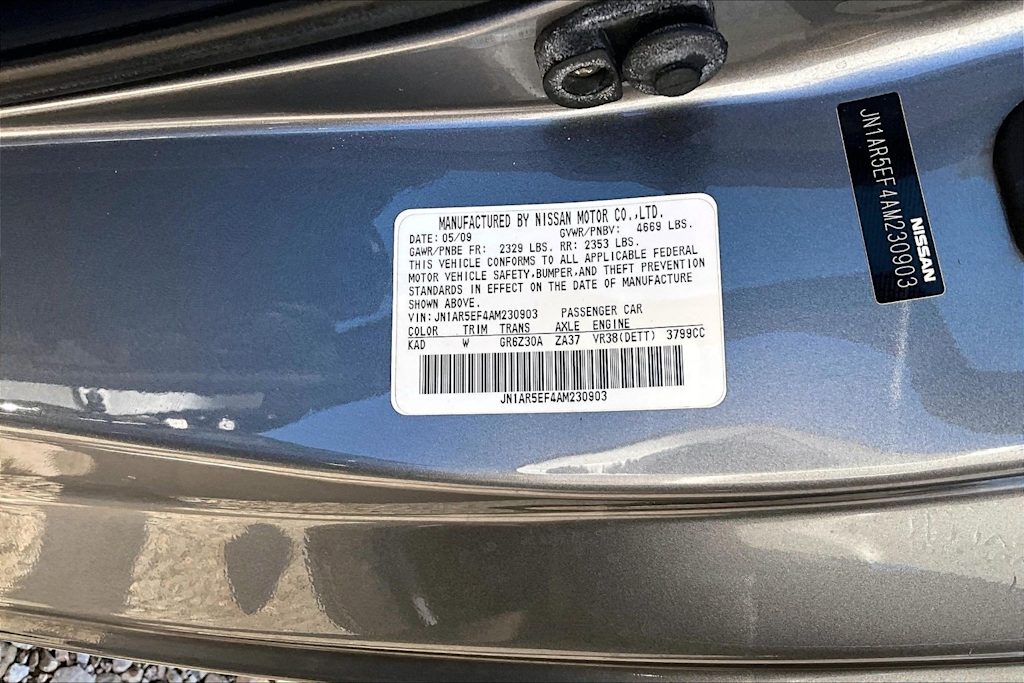 MANUFACTURED BY NISSAN MOTOR CO.,LTD.
DATE: 05/09 GVWR/PNBV: 4669 LBS.
GAWR/PNBE FR: 2329 LBS. RR: 2353 LBS.
THIS VEHICLE CONFORMS TO ALL APPLICABLE FEDERAL
MOTOR VEHICLE SAFETY,BUMPER,AND THEFT PREVENTION
STANDARDS IN EFFECT ON THE DATE OF MANUFACTURE
SHOWN ABOVE.
VIN:JN1AR5EF4AM230903 PASSENGER CAR
COLOR TRIM TRANS AXLE ENGINE
KAD W GR6Z30A ZA37 VR38(DETT) 3799CC
JN1AR5EF4AM230903
JN1AR5EF4AM230903
NISSAN